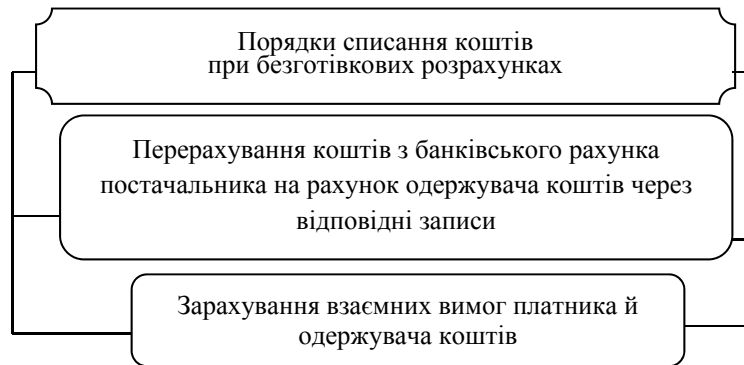 Порядки списання коштів
при безготівкових розрахунках
Перерахування коштів з банківського рахунка
постачальника на рахунок одержувача коштів через
відповідні записи
Зарахування взаємних вимог платника й
одержувача коштів